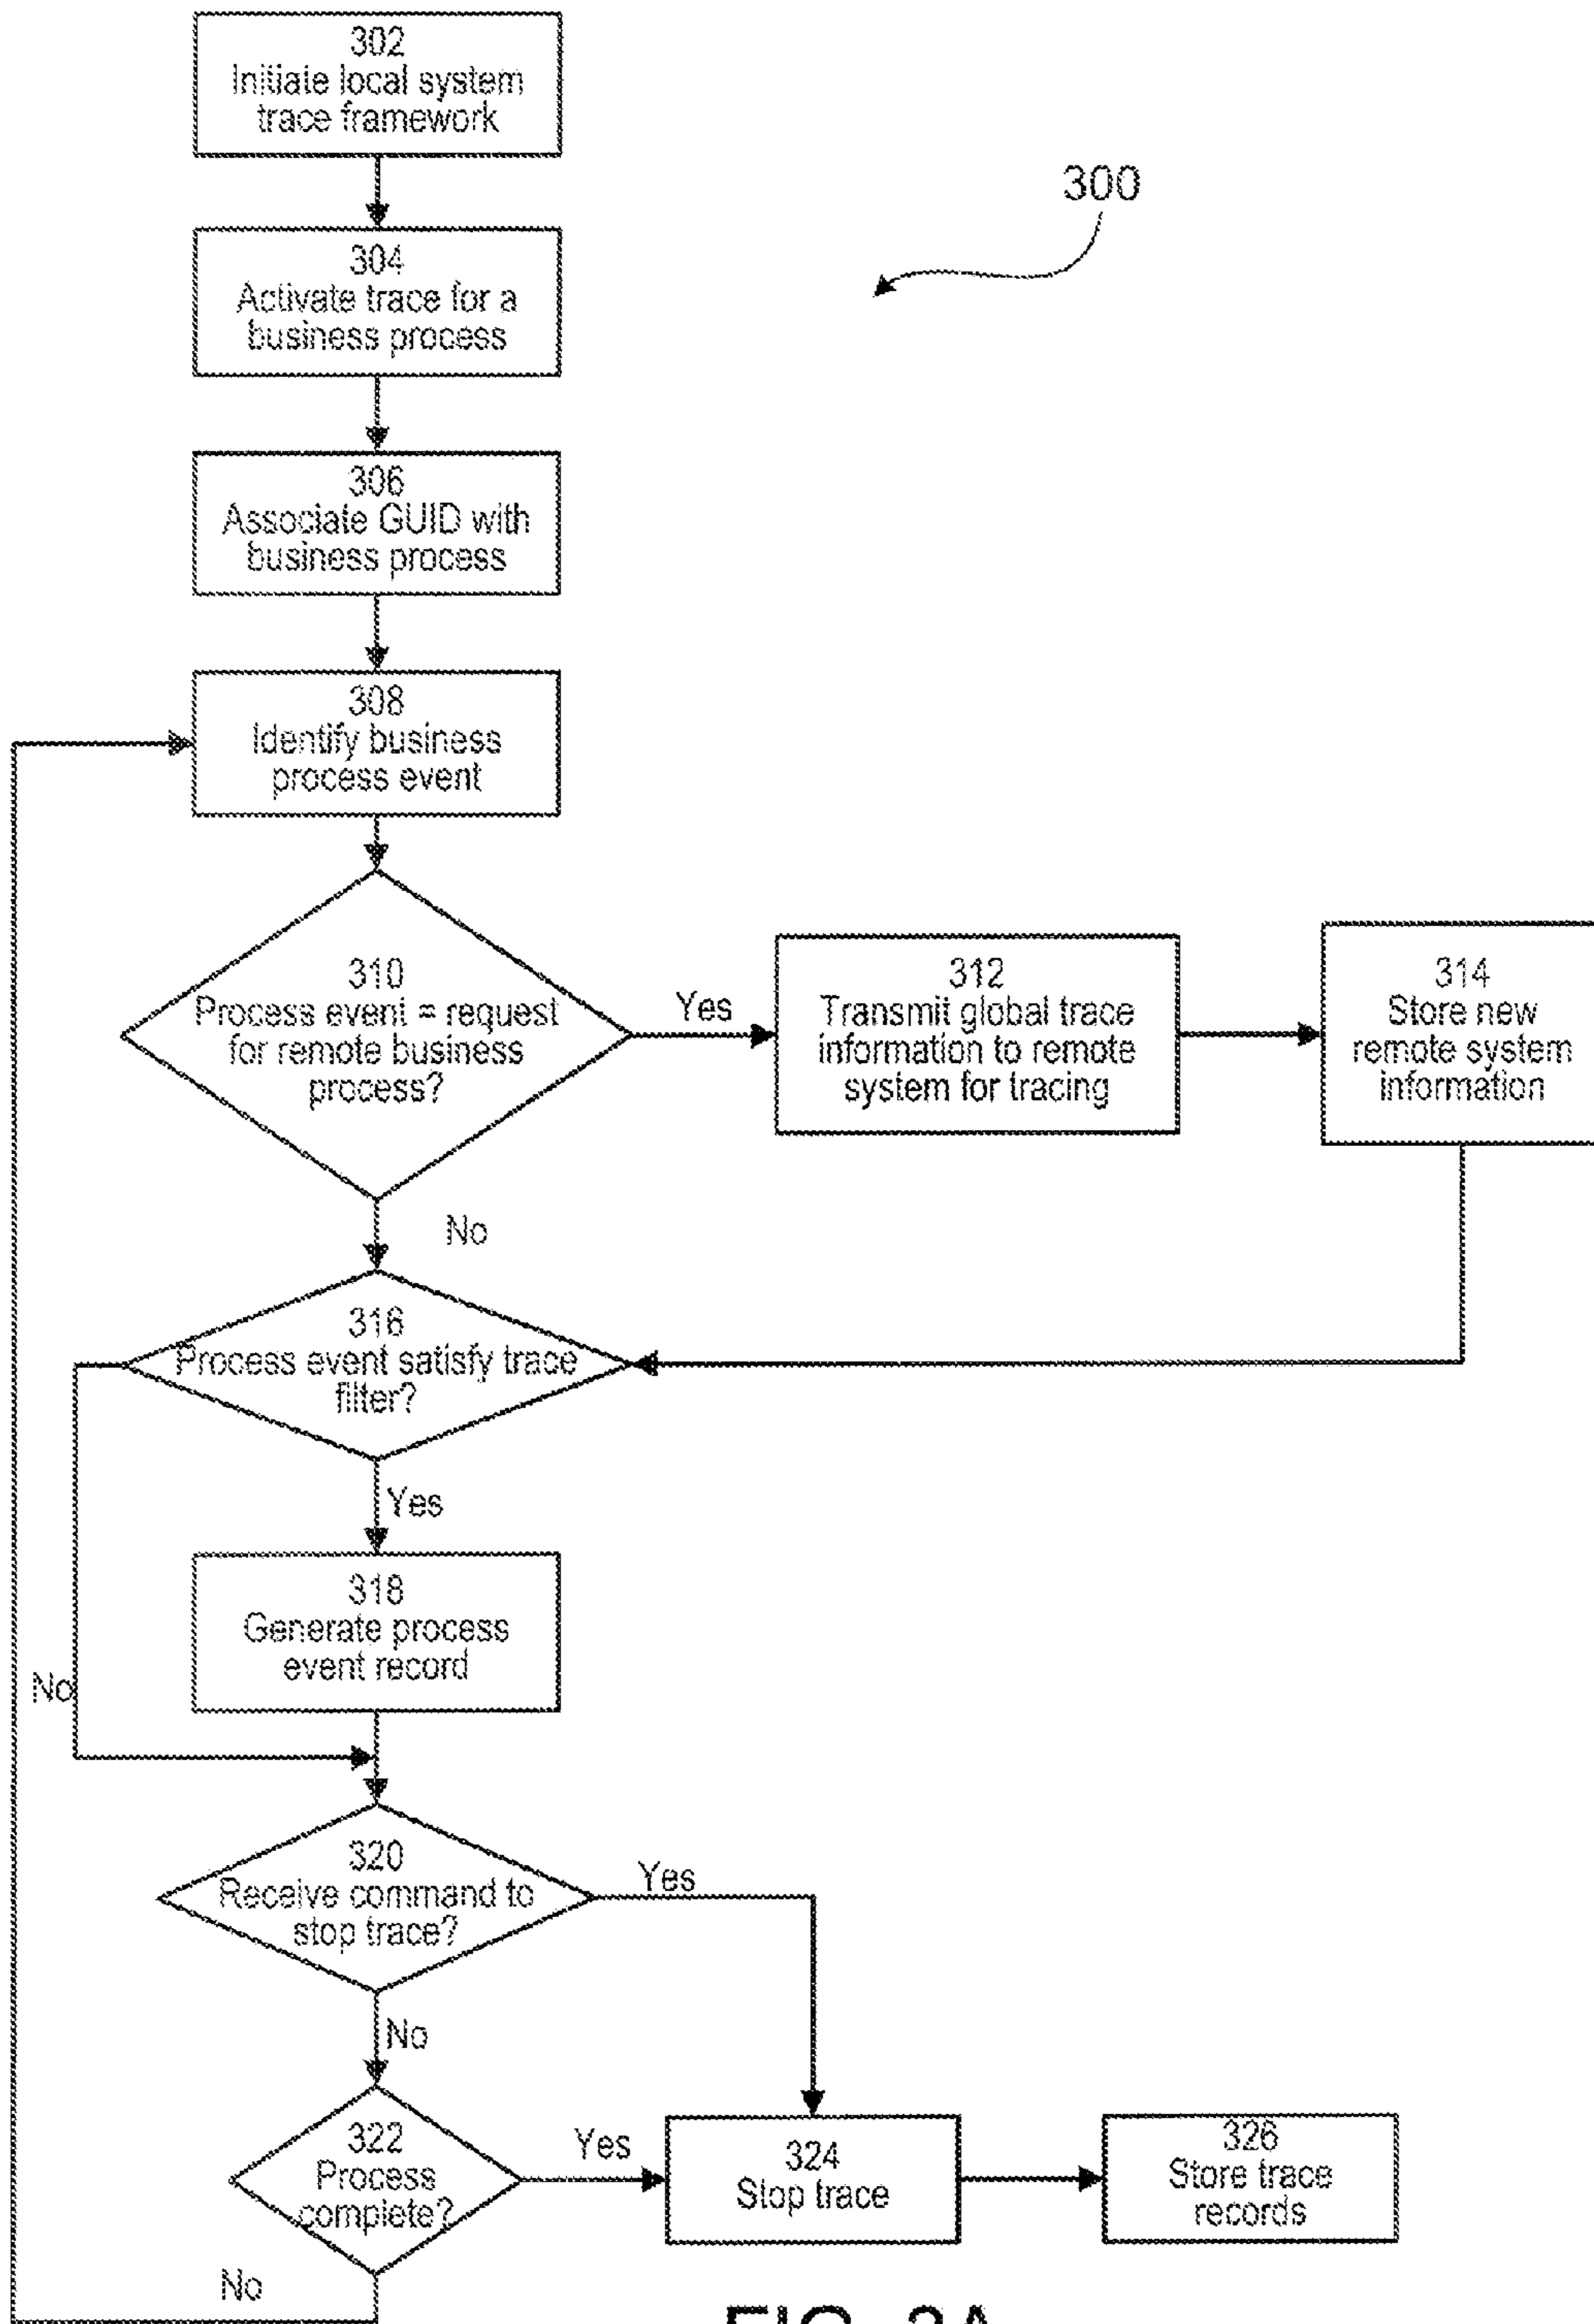 302
Initiate local system
trace framework
300
304
Activate trace for a
business process
306
Associate GUID with
business process
308
Identify business
process event
310
Process event = request
for remote business
process?
Yes
312
Transmit global trace
information to remote
system for tracing
314
Store new
remote system
information
No
316
Process event satisfy trace
filter?
Yes
318
Generate process
event record
No
320
Receive command to
stop trace?
Yes
No
322
Process
complete?
Yes
324
Stop trace
326
Store trace
records
No
FIG. 3A